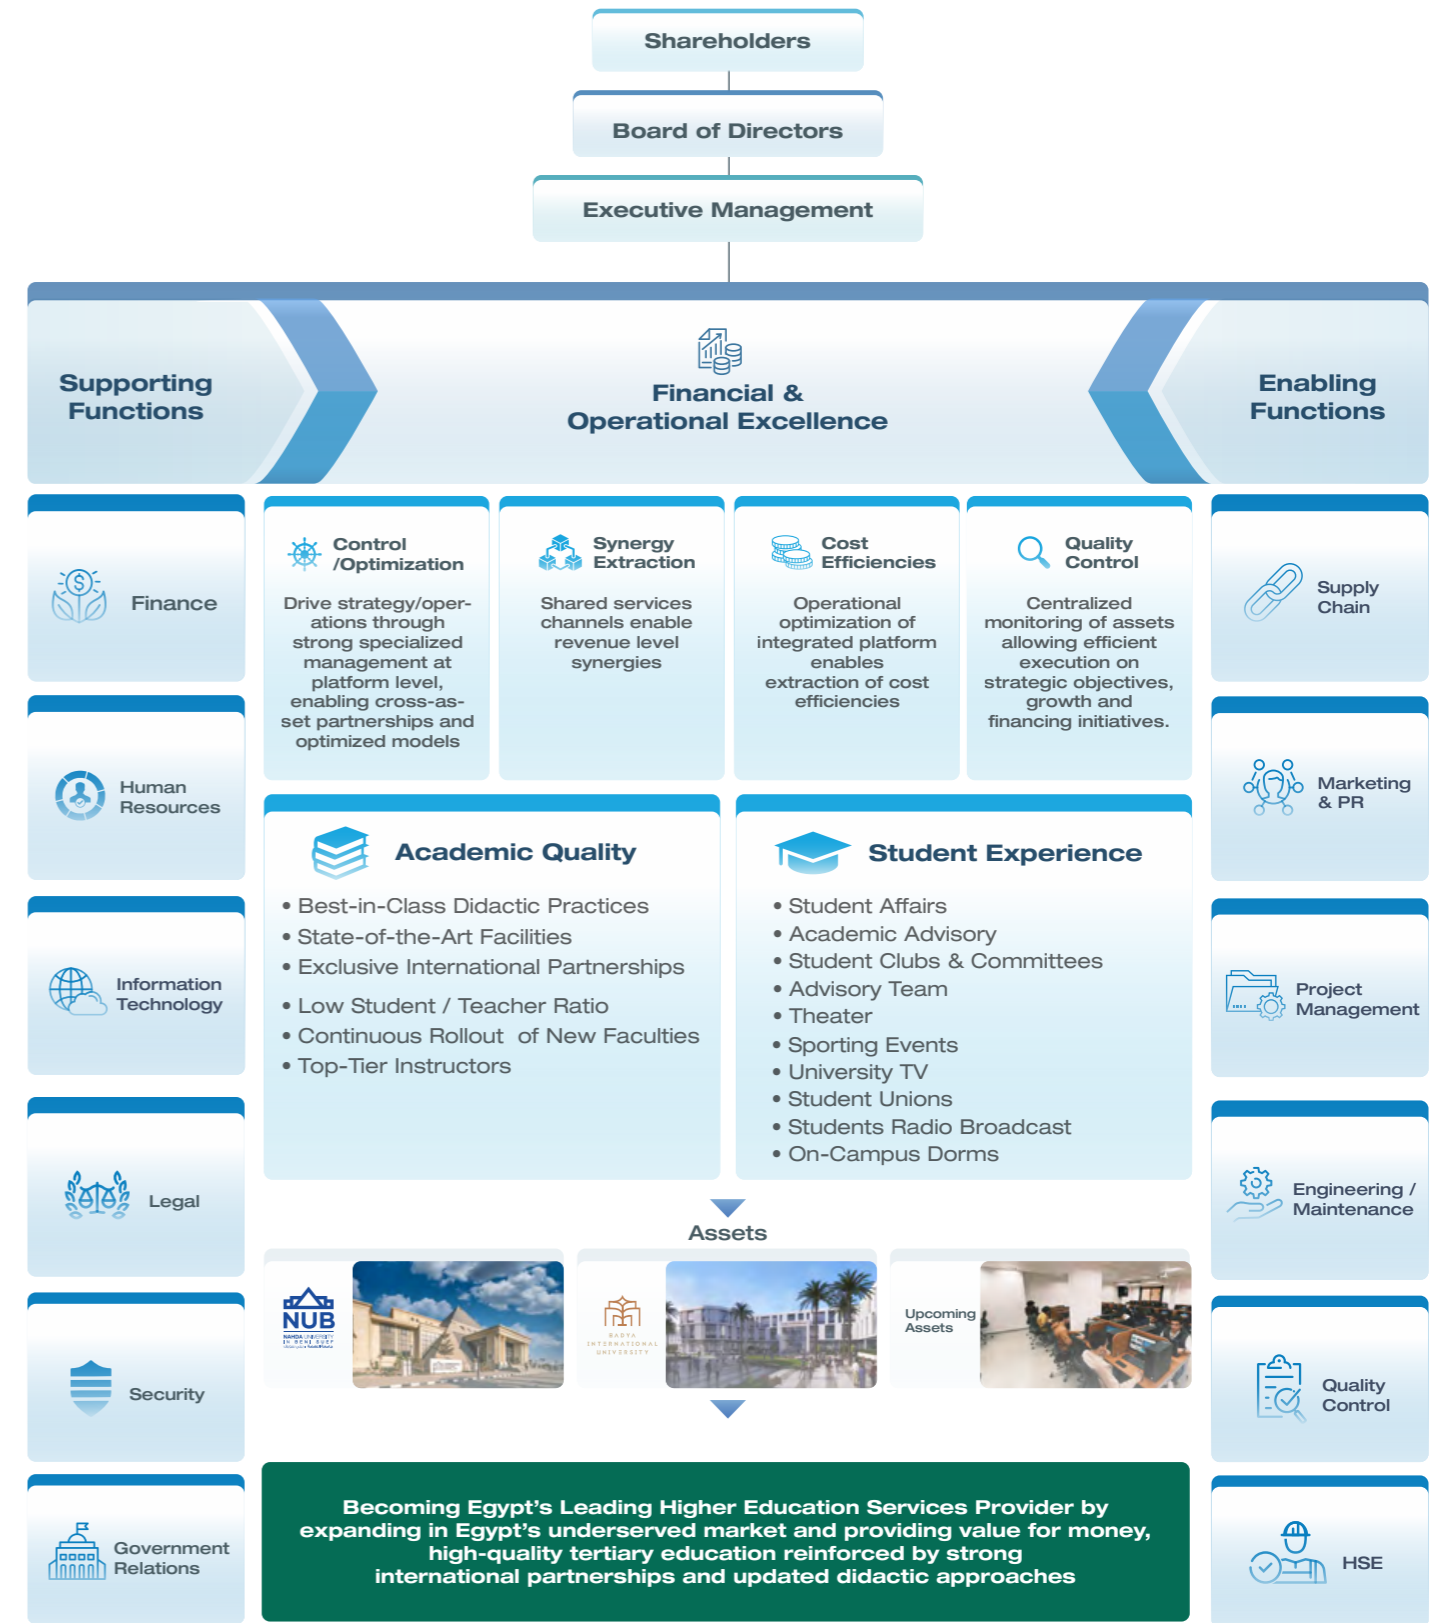 Shareholders
Board of Directors
Executive Management
Supporting
Functions
Financial &
Operational Excellence
Enabling
Functions
Finance
Human
Resources
Information
Technology
Legal
Security
Government
Relations
Control
/Optimization
Drive strategy/oper-
ations through
strong specialized
management at
platform level,
enabling cross-as-
set partnerships and
optimized models
Synergy
Extraction
Shared services
channels enable
revenue level
synergies
Cost
Efficiencies
Operational
optimization of
integrated platform
enables
extraction of cost
efficiencies
Quality
Control
Centralized
monitoring of assets
allowing efficient
execution on
strategic objectives,
growth and
financing initiatives.
Academic Quality
• Best-in-Class Didactic Practices
• State-of-the-Art Facilities
• Exclusive International Partnerships
• Low Student / Teacher Ratio
• Continuous Rollout of New Faculties
• Top-Tier Instructors
Student Experience
• Student Affairs
• Academic Advisory
• Student Clubs & Committees
• Advisory Team
• Theater
• Sporting Events
• University TV
• Student Unions
• Students Radio Broadcast
• On-Campus Dorms
Assets
NUB
NAHDA UNIVERSITY
IN BENI SUEF
BADYA
INTERNATIONAL
UNIVERSITY
Upcoming
Assets
Becoming Egypt's Leading Higher Education Services Provider by
expanding in Egypt's underserved market and providing value for money,
high-quality tertiary education reinforced by strong
international partnerships and updated didactic approaches
Supply
Chain
Marketing
& PR
Project
Management
Engineering /
Maintenance
Quality
Control
HSE